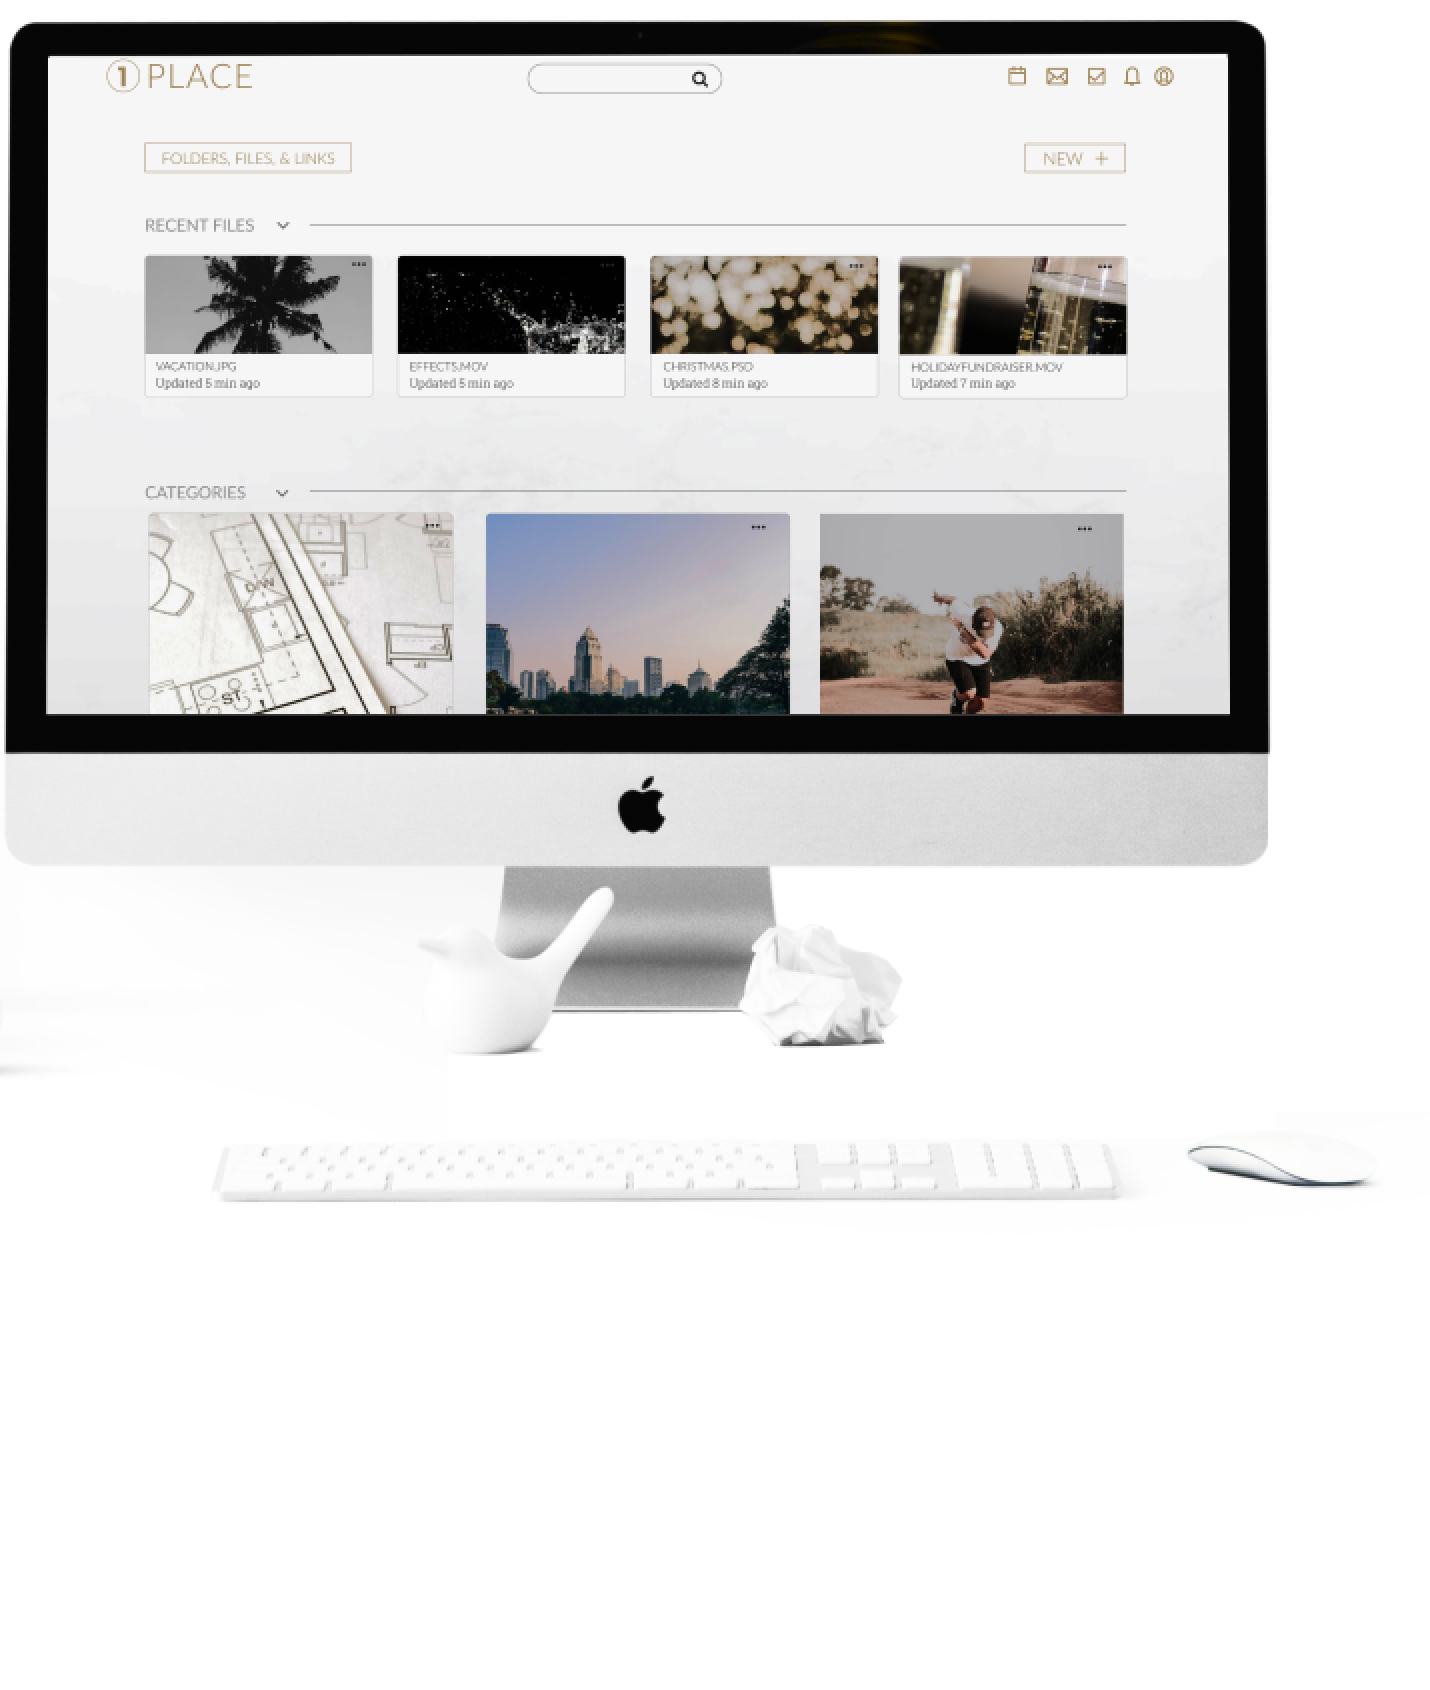 1 PLACE
FOLDERS, FILES, & LINKS
NEW +
RECENT FILES
VACATION.JPG
Updated 5 min ago
EFFECTS.MOV
Updated 5 min ago
CHRISTMAS.PSD
Updated 8 min ago
HOLIDAYFUNDRAISER.MOV
Updated 7 min ago
CATEGORIES
D/W
ST